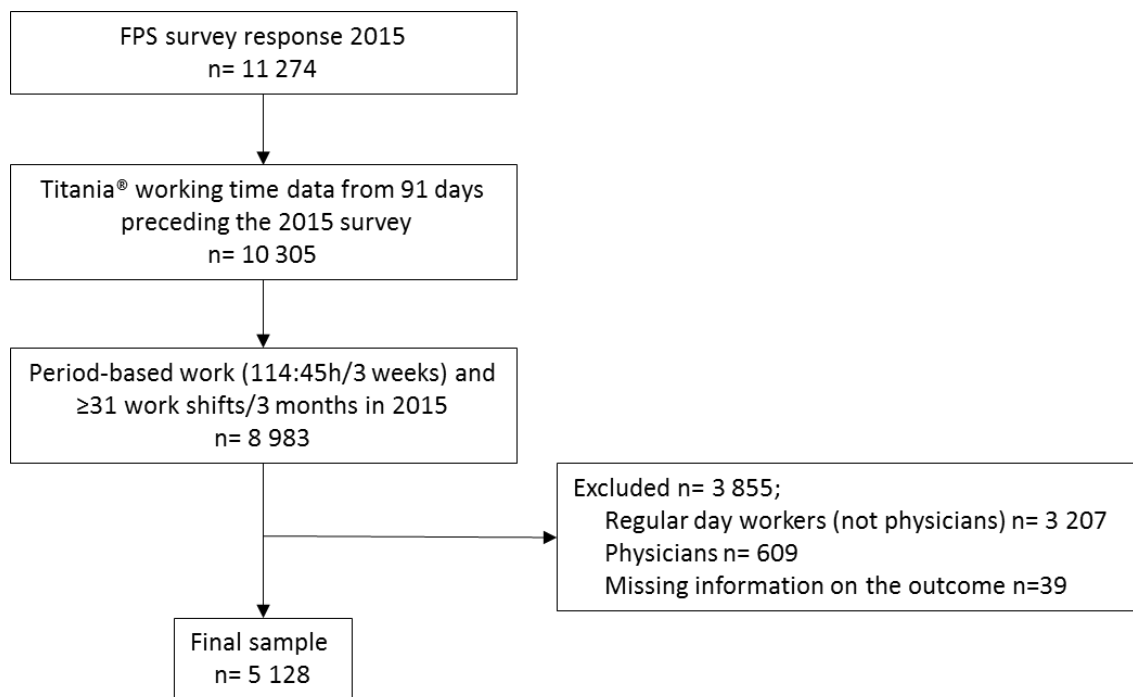 FPS survey response 2015
n= 11 274
Titania® working time data from 91 days
preceding the 2015 survey
n= 10 305
Period-based work (114:45h/3 weeks) and
≥31 work shifts/3 months in 2015
n= 8 983
Excluded n= 3 855;
Regular day workers (not physicians) n= 3 207
Physicians n= 609
Missing information on the outcome n=39
Final sample
n= 5 128